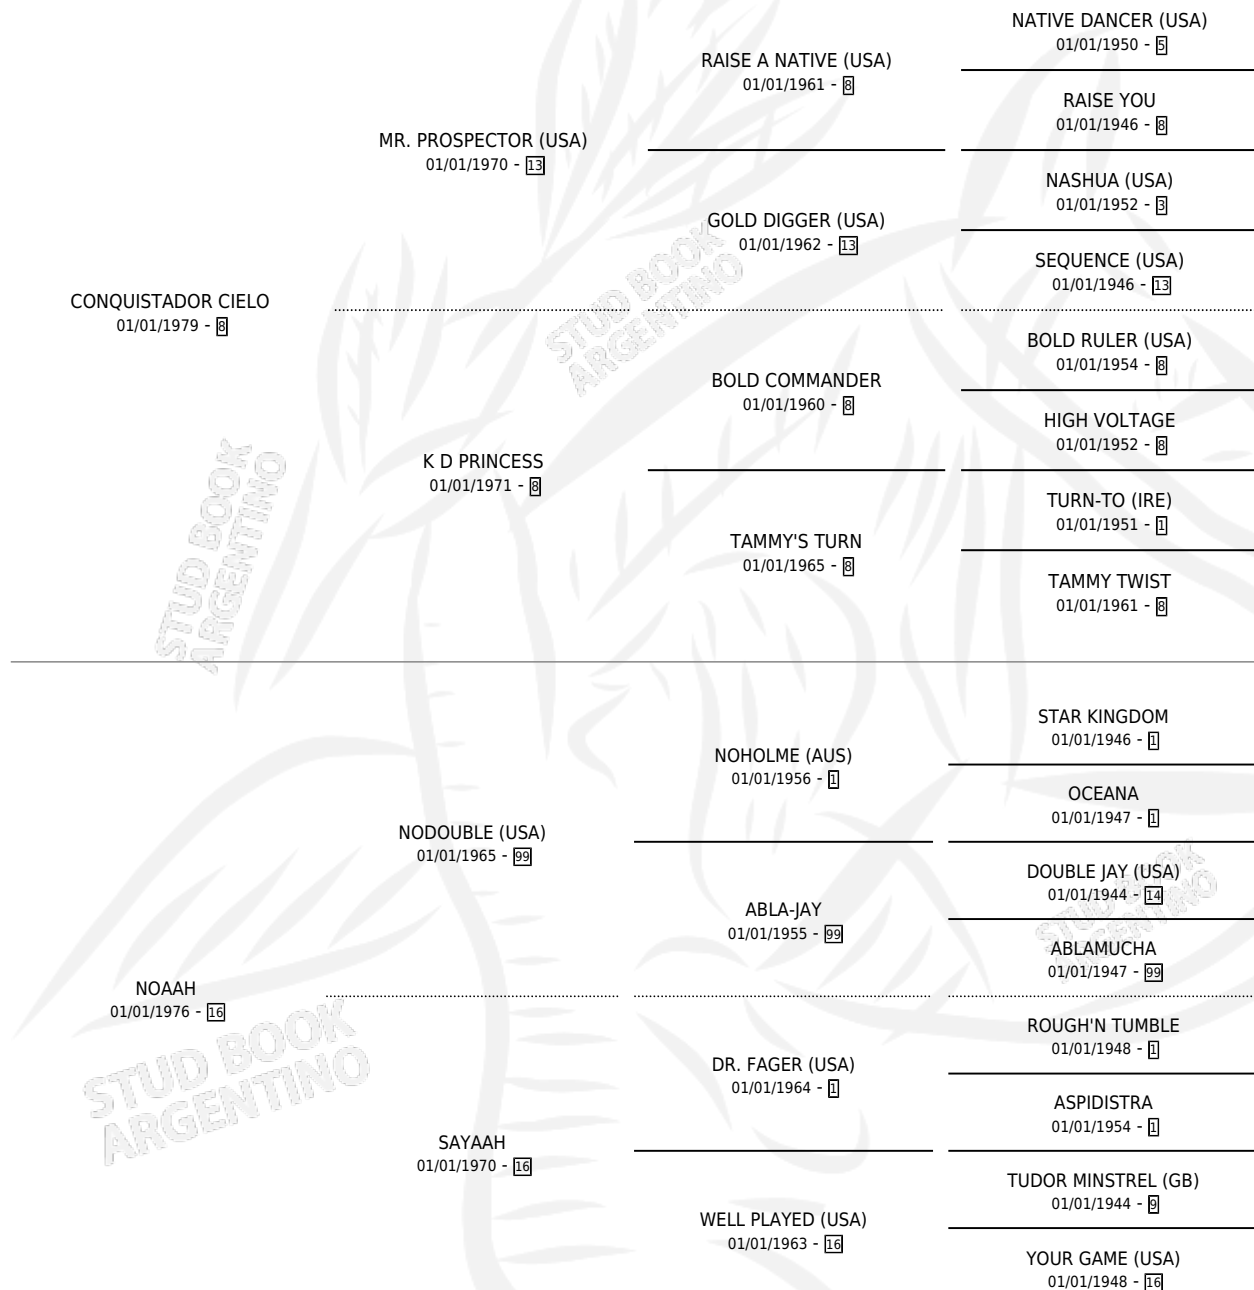 NATIVE DANCER (USA)
01/01/1950 - 5
RAISE A NATIVE (USA)
01/01/1961 - 8
RAISE YOU
01/01/1946 - 8
MR. PROSPECTOR (USA)
01/01/1970 - 13
NASHUA (USA)
01/01/1952 - 3
GOLD DIGGER (USA)
01/01/1962 - 13
SEQUENCE (USA)
01/01/1946 - 13
CONQUISTADOR CIELO
01/01/1979 - 8
STUD BOOK
ARGENTINO
BOLD RULER (USA)
01/01/1954 - 8
BOLD COMMANDER
01/01/1960 - 8
HIGH VOLTAGE
01/01/1952 - 8
K D PRINCESS
01/01/1971 - 8
TURN-TO (IRE)
01/01/1951 - 1
TAMMY'S TURN
01/01/1965 - 8
TAMMY TWIST
01/01/1961 - 8
STUD BOOK
ARGENTINO
STAR KINGDOM
01/01/1946 - 1
NOHOLME (AUS)
01/01/1956 - 1
OCEANA
01/01/1947 - 1
NODOUBLE (USA)
01/01/1965 - 99
DOUBLE JAY (USA)
01/01/1944 - 14
ABLA-JAY
01/01/1955 - 99
STUD BOOK
ARGENTINO
ABLAMUCHA
01/01/1947 - 99
NOAAH
01/01/1976 - 16
ROUGH'N TUMBLE
01/01/1948 - 1
DR. FAGER (USA)
01/01/1964 - 1
STUD BOOK
ARGENTINO
ASPIDISTRA
01/01/1954 - 1
SAYAAH
01/01/1970 - 16
TUDOR MINSTREL (GB)
01/01/1944 - 9
WELL PLAYED (USA)
01/01/1963 - 16
YOUR GAME (USA)
01/01/1948 - 16